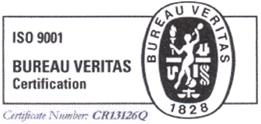 ISO 9001
BUREAU VERITAS
Certification
BUREAU VERITAS
1828
Certificate Number: CR13126Q